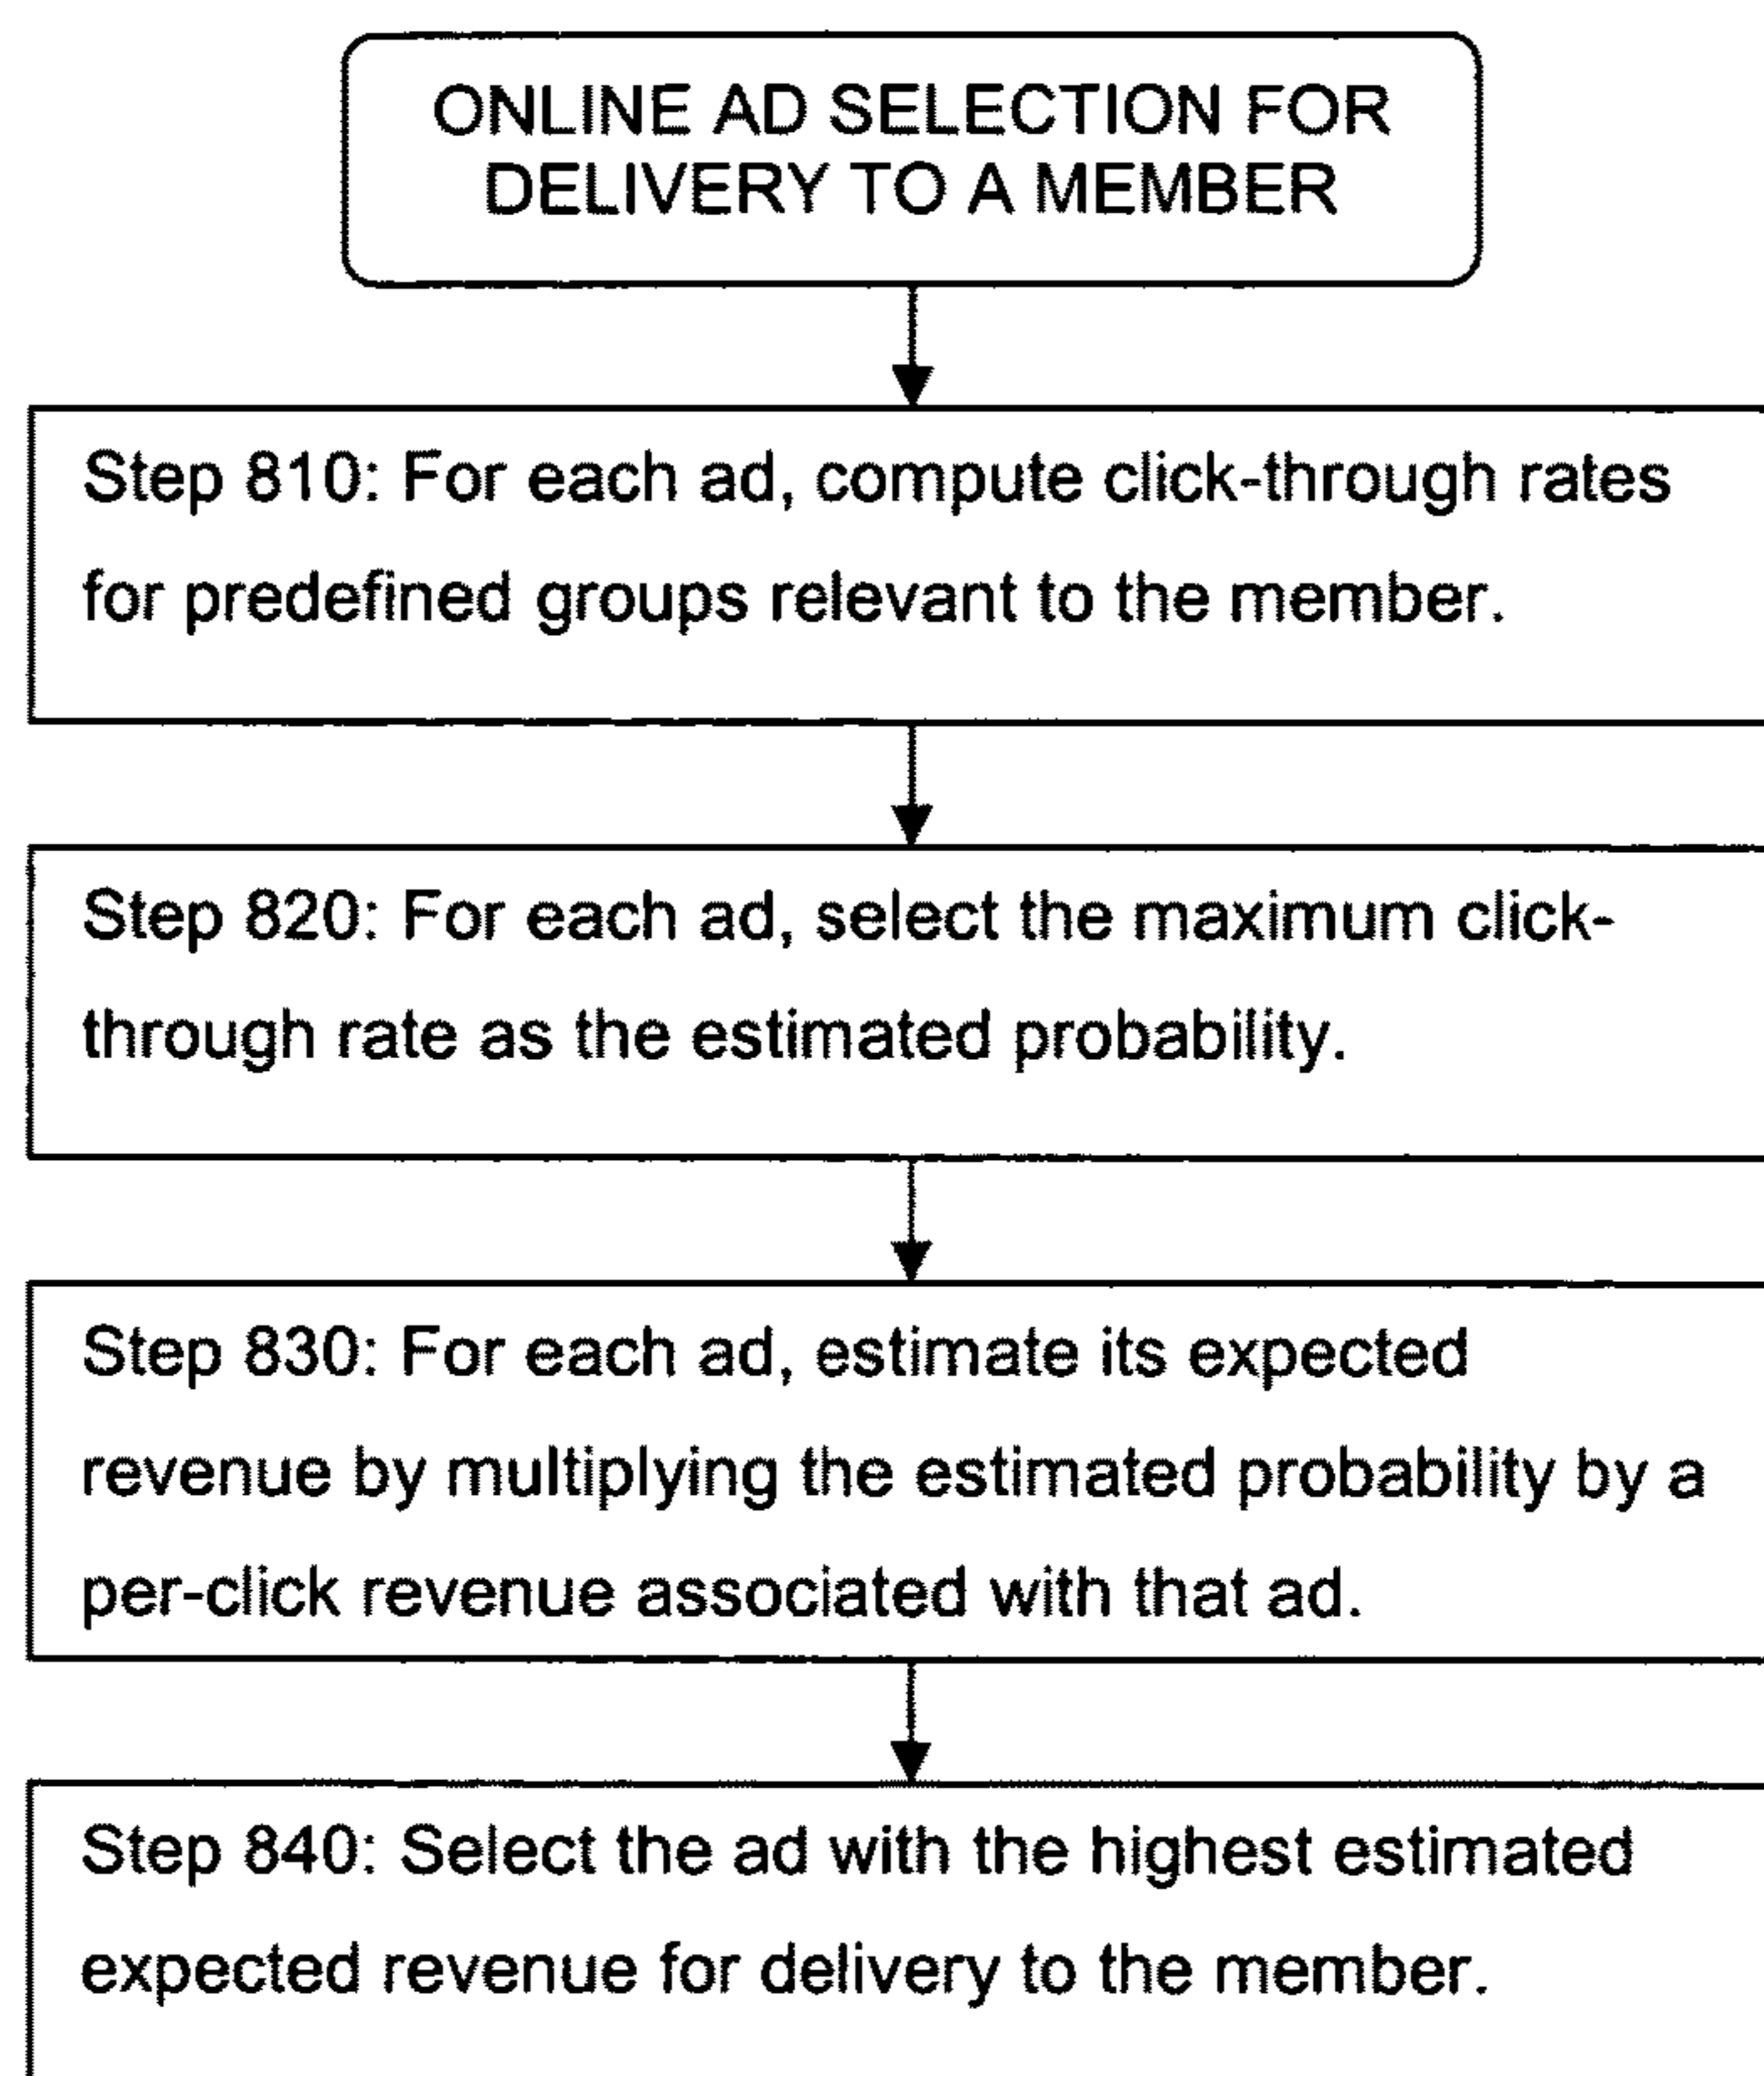 ONLINE AD SELECTION FOR
DELIVERY TO A MEMBER
Step 810: For each ad, compute click-through rates
for predefined groups relevant to the member.
Step 820: For each ad, select the maximum click-
through rate as the estimated probability.
Step 830: For each ad, estimate its expected
revenue by multiplying the estimated probability by a
per-click revenue associated with that ad.
Step 840: Select the ad with the highest estimated
expected revenue for delivery to the member.